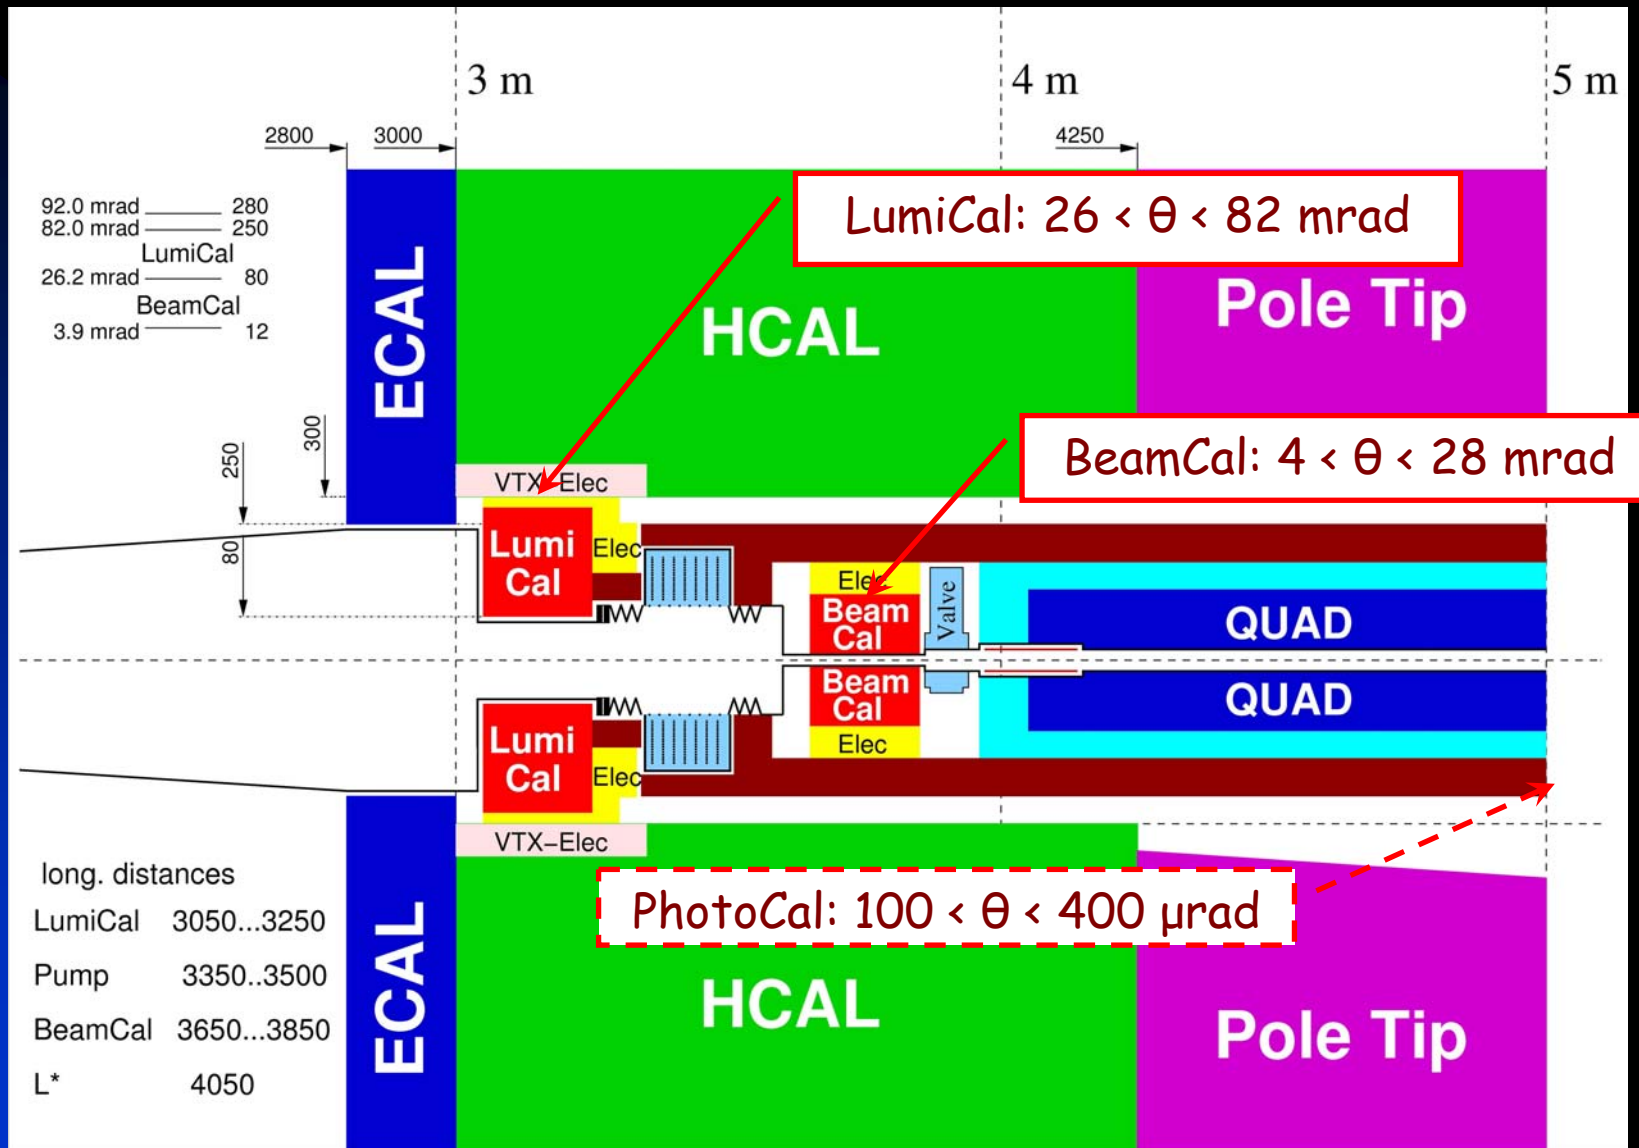 3 m
4 m
5 m
2800
3000
4250
92.0 mrad 280
82.0 mrad 250
LumiCal
26.2 mrad 80
BeamCal
3.9 mrad 12
LumiCal: 26 < θ < 82 mrad
ECAL
HCAL
Pole Tip
300
250
80
BeamCal: 4 < θ < 28 mrad
VTX-Elec
Lumi
Cal
Elec
Elec
Beam
Cal
Valve
QUAD
Beam
Cal
Elec
QUAD
Lumi
Cal
Elec
VTX-Elec
PhotoCal: 100 < θ < 400 μrad
ECAL
HCAL
Pole Tip
long. distances
LumiCal 3050...3250
Pump 3350..3500
BeamCal 3650...3850
L* 4050